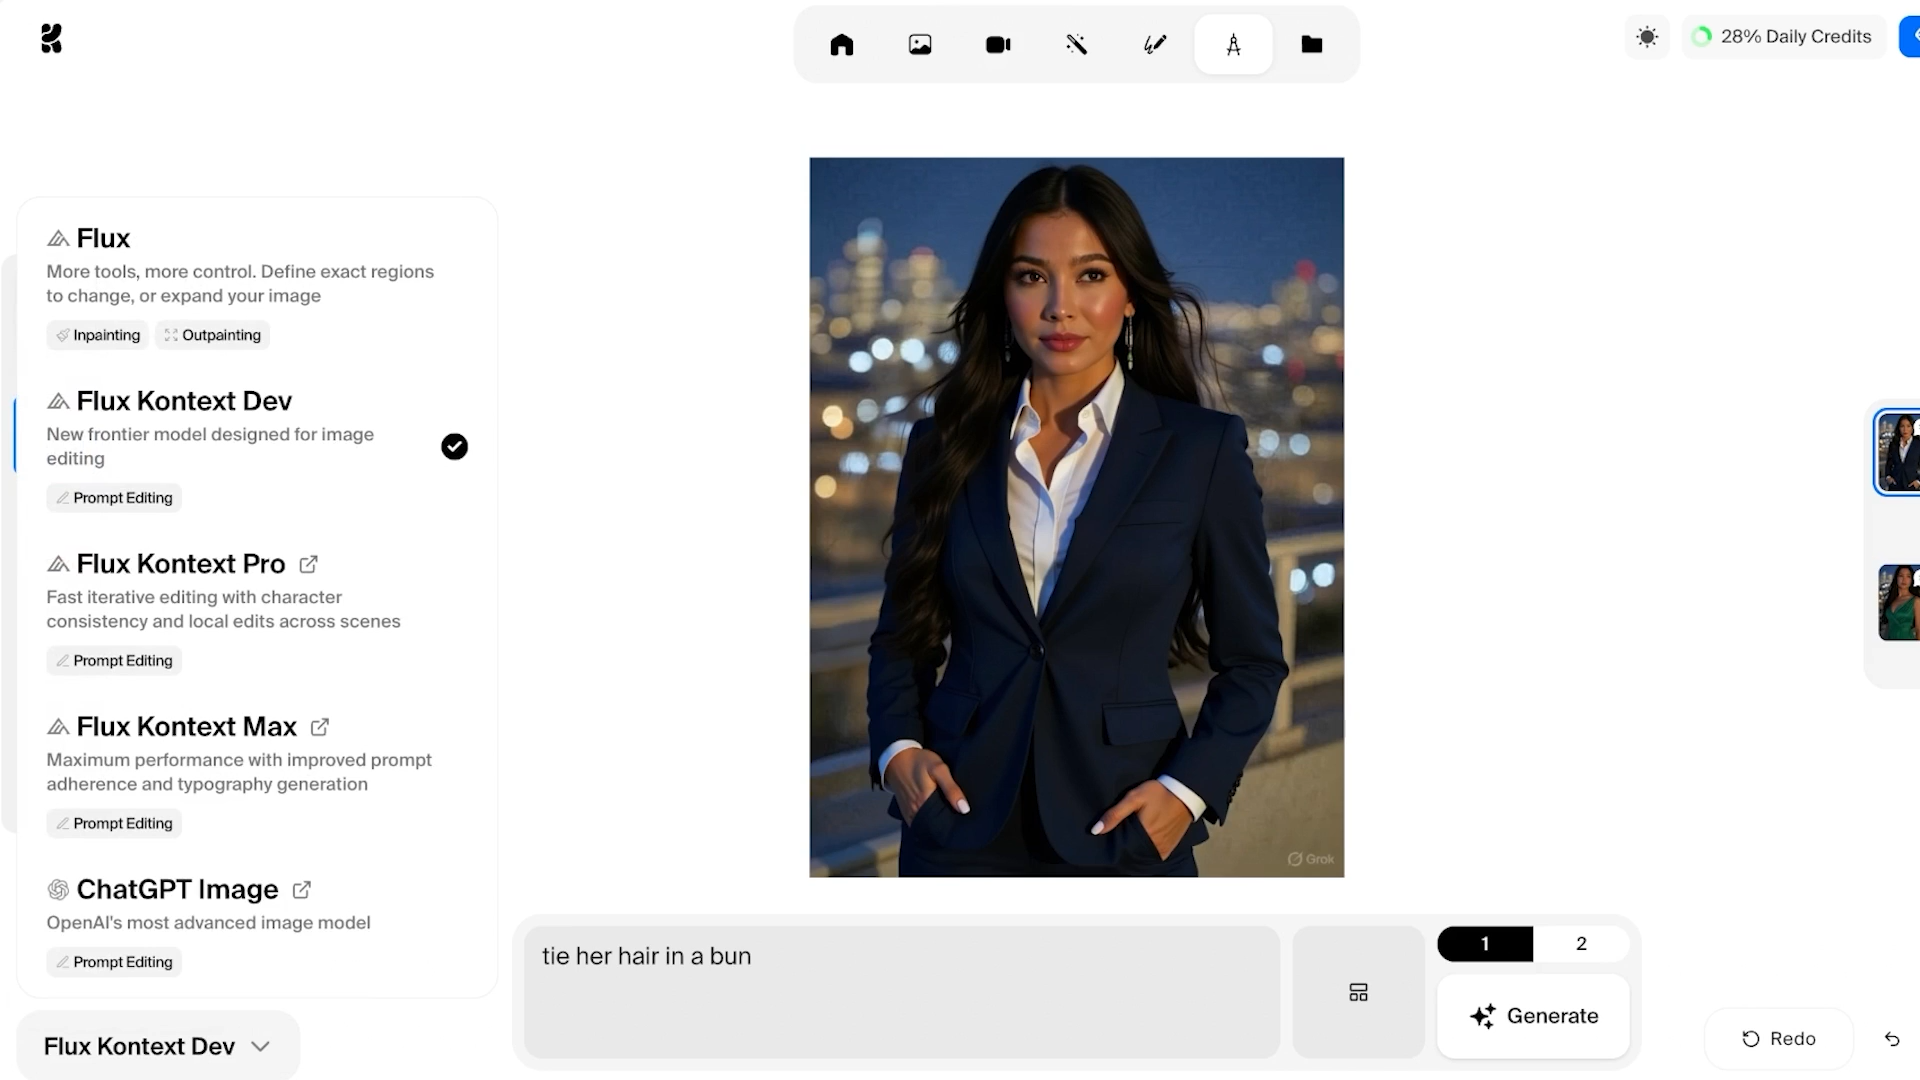 28% Daily Credits
Flux
More tools, more control. Define exact regions
to change, or expand your image
Inpainting
Outpainting
Flux Kontext Dev
New frontier model designed for image
editing
Prompt Editing
Flux Kontext Pro
Fast iterative editing with character
consistency and local edits across scenes
Prompt Editing
Flux Kontext Max
Maximum performance with improved prompt
adherence and typography generation
Prompt Editing
ChatGPT Image
OpenAI's most advanced image model
Prompt Editing
Flux Kontext Dev
Grok
tie her hair in a bun
1
2
Generate
Redo